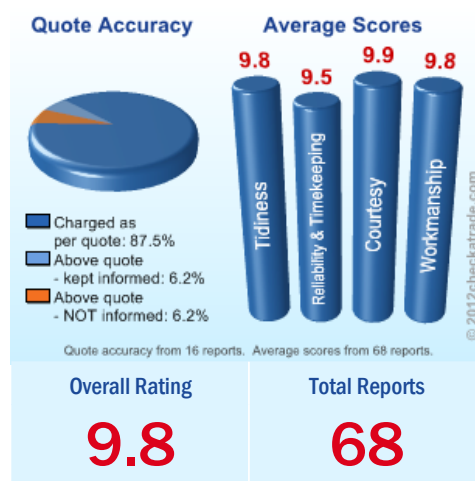 Quote Accuracy
Average Scores
9.8
9.5
9.9
9.8
Tidiness
Reliability & Timekeeping
Courtesy
Workmanship
Charged as
per quote: 87.5%
Above quote
- kept informed: 6.2%
Above quote
- NOT informed: 6.2%
© 2012checkatrade.com
Quote accuracy from 16 reports. Average scores from 68 reports.
Overall Rating
Total Reports
9.8
68